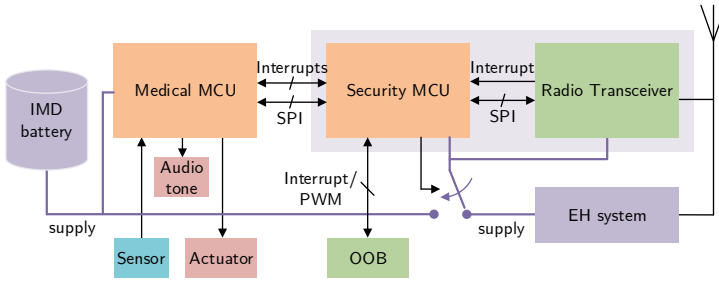 IMD
battery
Medical MCU
Interrupts
SPI
Security MCU
Interrupt
SPI
Radio Transceiver
Audio
tone
Interrupt/
PWM
supply
supply
EH system
Sensor
Actuator
OOB